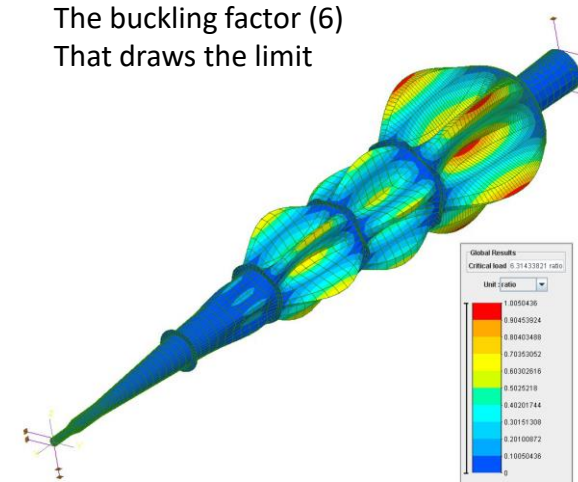 The buckling factor (6)
That draws the limit
Global Results
Critical load 6.31433821 ratio
Unit : ratio
1.0050436
0.90453924
0.80403488
0.70353052
0.60302616
0.5025218
0.40201744
0.30151308
0.20100872
0.10050436
0